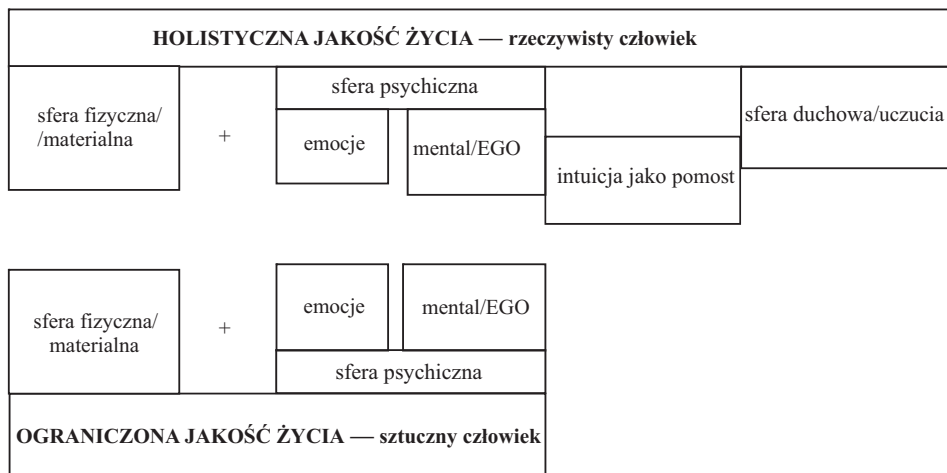 HOLISTYCZNA JAKOŚĆ ŻYCIA — rzeczywisty człowiek
sfera fizyczna/
/materialna
+
sfera psychiczna
emocje
mental/EGO
intuicja jako pomost
sfera duchowa/uczucia
sfera fizyczna/
materialna
+
emocje
mental/EGO
sfera psychiczna
OGRANICZONA JAKOŚĆ ŻYCIA — sztuczny człowiek